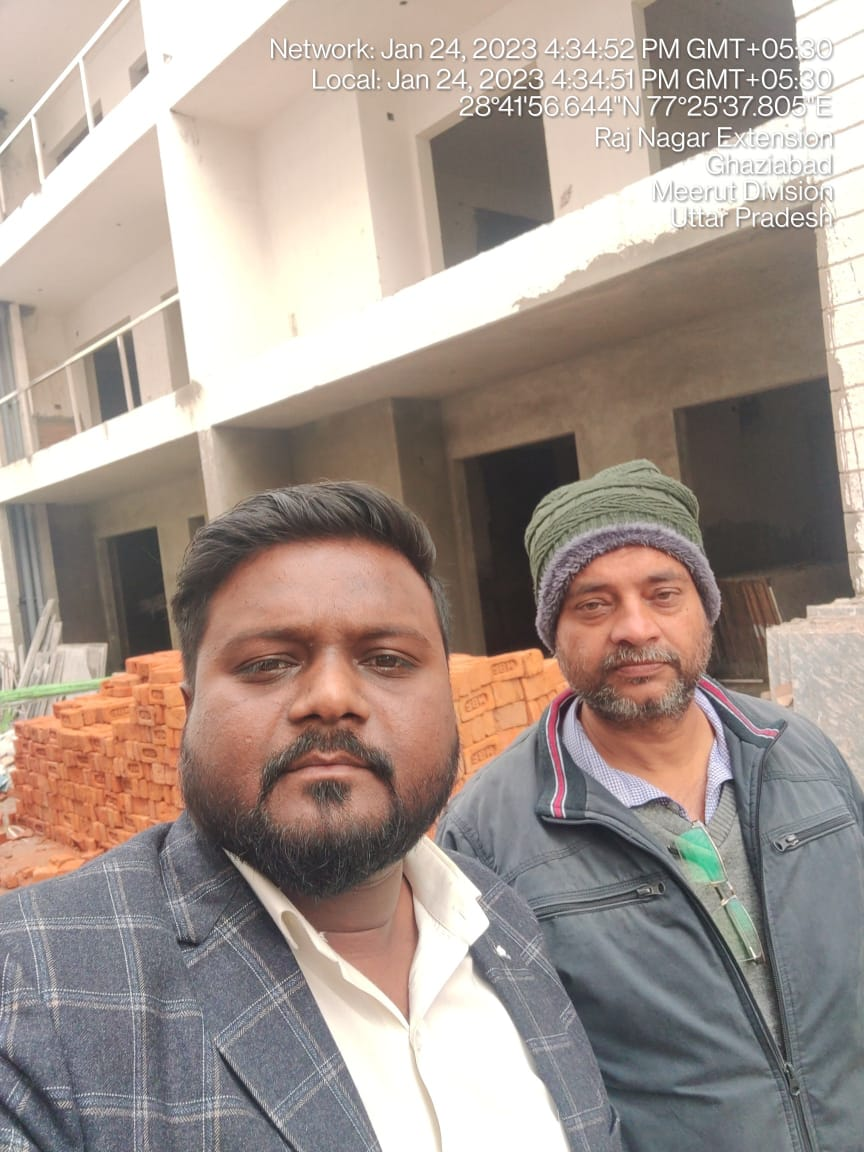 Network: Jan 24, 2023 4:34:52 PM GMT+05:30
Local: Jan 24, 2023 4:34:51 PM GMT+05:30
28°41'56.644"N 77°25'37.805"E
Raj Nagar Extension
Ghaziabad
Meerut Division
Uttar Pradesh